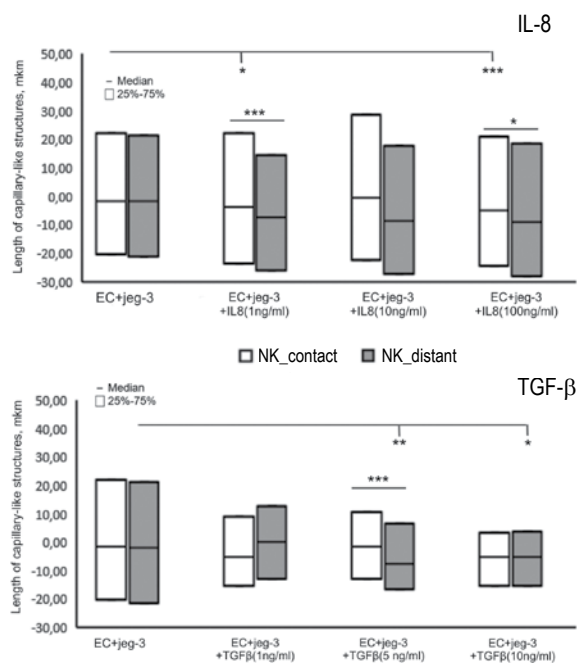 IL-8
Length of capillary-like structures, mkm
50,00
40,00
30,00
20,00
10,00
0,00
-10,00
-20,00
-30,00
– Median
25%-75%
*
***
***
*
EC+jeg-3
EC+jeg-3
+IL8(1ng/ml)
EC+jeg-3
+IL8(10ng/ml)
EC+jeg-3
+IL8(100ng/ml)
NK_contact
NK_distant
TGF-β
Length of capillary-like structures, mkm
50,00
40,00
30,00
20,00
10,00
0,00
-10,00
-20,00
-30,00
– Median
25%-75%
**
*
***
EC+jeg-3
EC+jeg-3
+TGFβ(1ng/ml)
EC+jeg-3
+TGFβ(5 ng/ml)
EC+jeg-3
+TGFβ(10ng/ml)